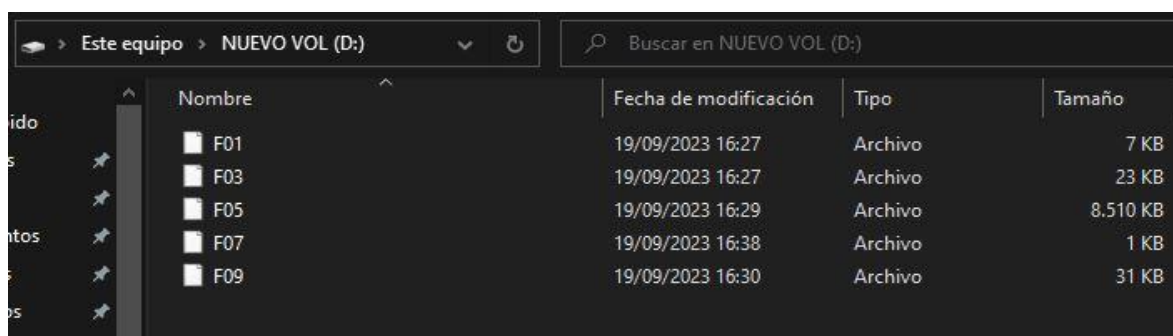 Este equipo > NUEVO VOL (D:) Buscar en NUEVO VOL (D:)
Nombre Fecha de modificación Tipo Tamaño
F01 19/09/2023 16:27 Archivo 7 KB
F03 19/09/2023 16:27 Archivo 23 KB
F05 19/09/2023 16:29 Archivo 8.510 KB
F07 19/09/2023 16:38 Archivo 1 KB
F09 19/09/2023 16:30 Archivo 31 KB